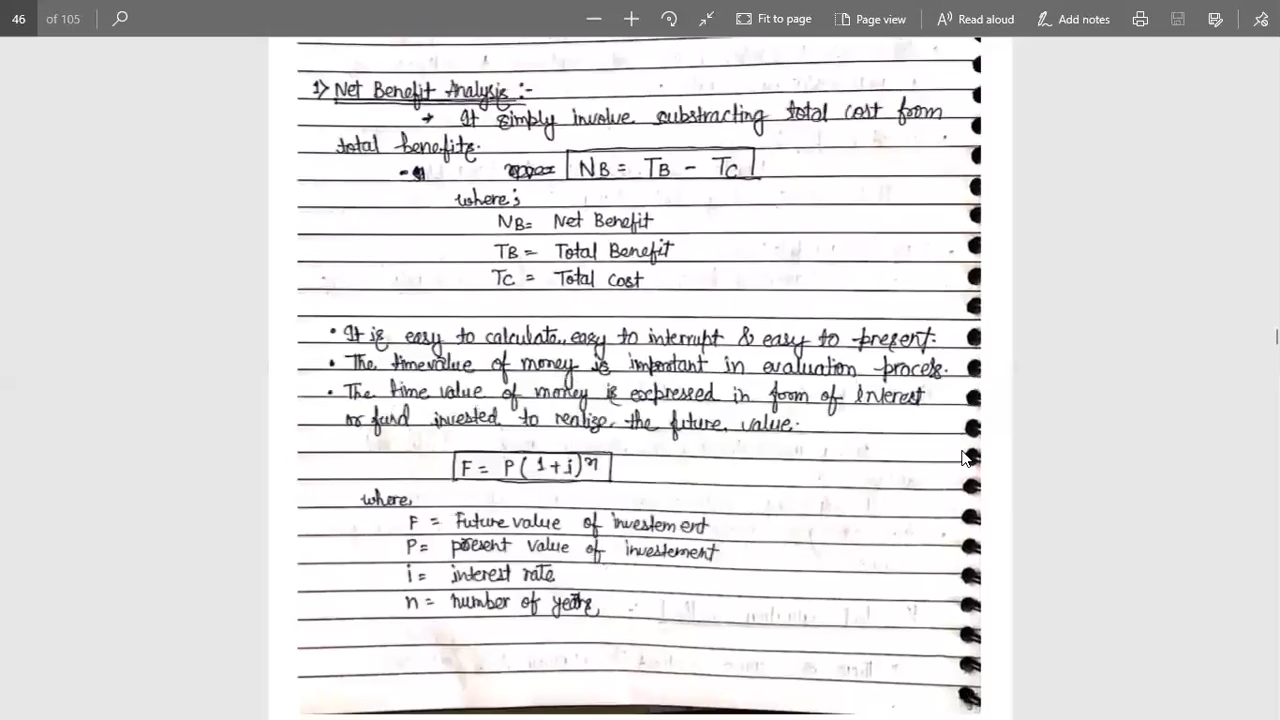 46 of 105 Fit to page Page view Read aloud Add notes
1) Net Benefit Analysis :-
→ It simply involve substracting total cost from
total benefits.
NB = TB - TC
where;
NB= Net Benefit
TB = Total Benefit
TC = Total Cost
• It is easy to calculate, easy to interrupt & easy to present.
• The timevalue of money is important in evaluation process.
• The time value of money is expressed in form of Interest
or fund invested to realize the future value.
F = P(1+i)ⁿ
where,
F = Future value of investement
P= present value of investement
i = interest rate
n = number of years,